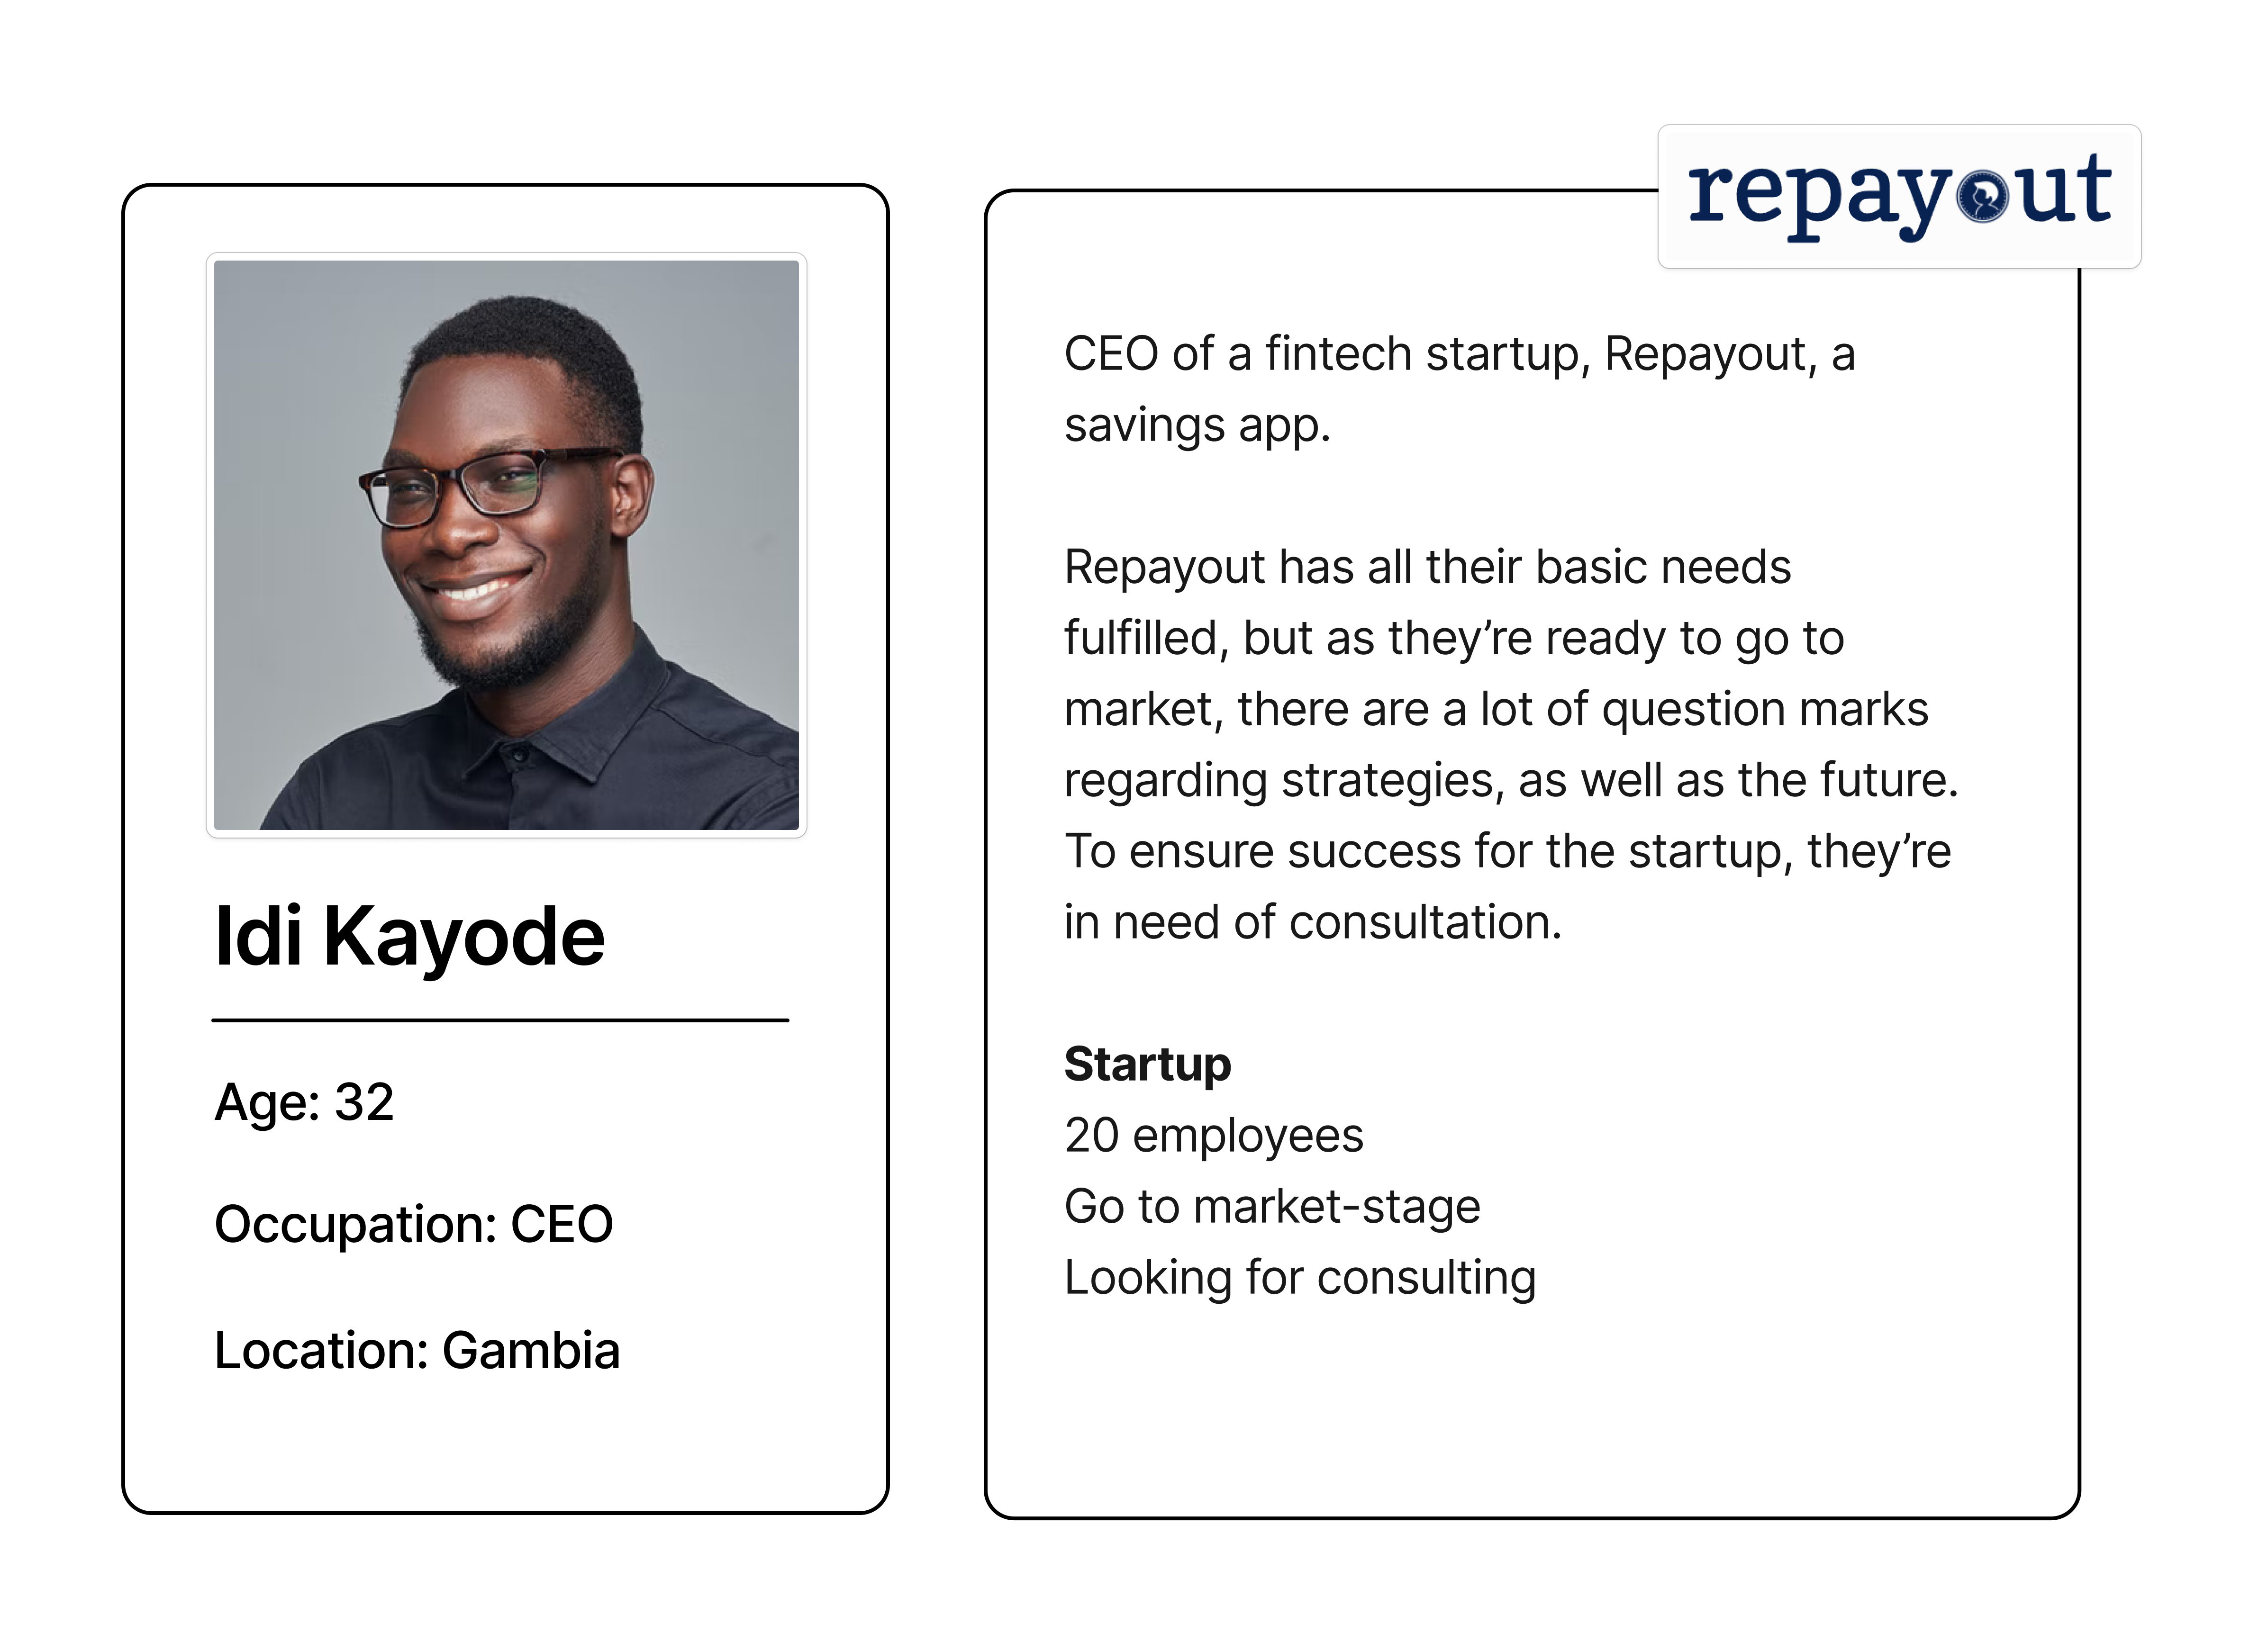 Idi Kayode
Age: 32
Occupation: CEO
Location: Gambia
repayout
CEO of a fintech startup, Repayout, a
savings app.
Repayout has all their basic needs
fulfilled, but as they’re ready to go to
market, there are a lot of question marks
regarding strategies, as well as the future.
To ensure success for the startup, they’re
in need of consultation.
Startup
20 employees
Go to market-stage
Looking for consulting